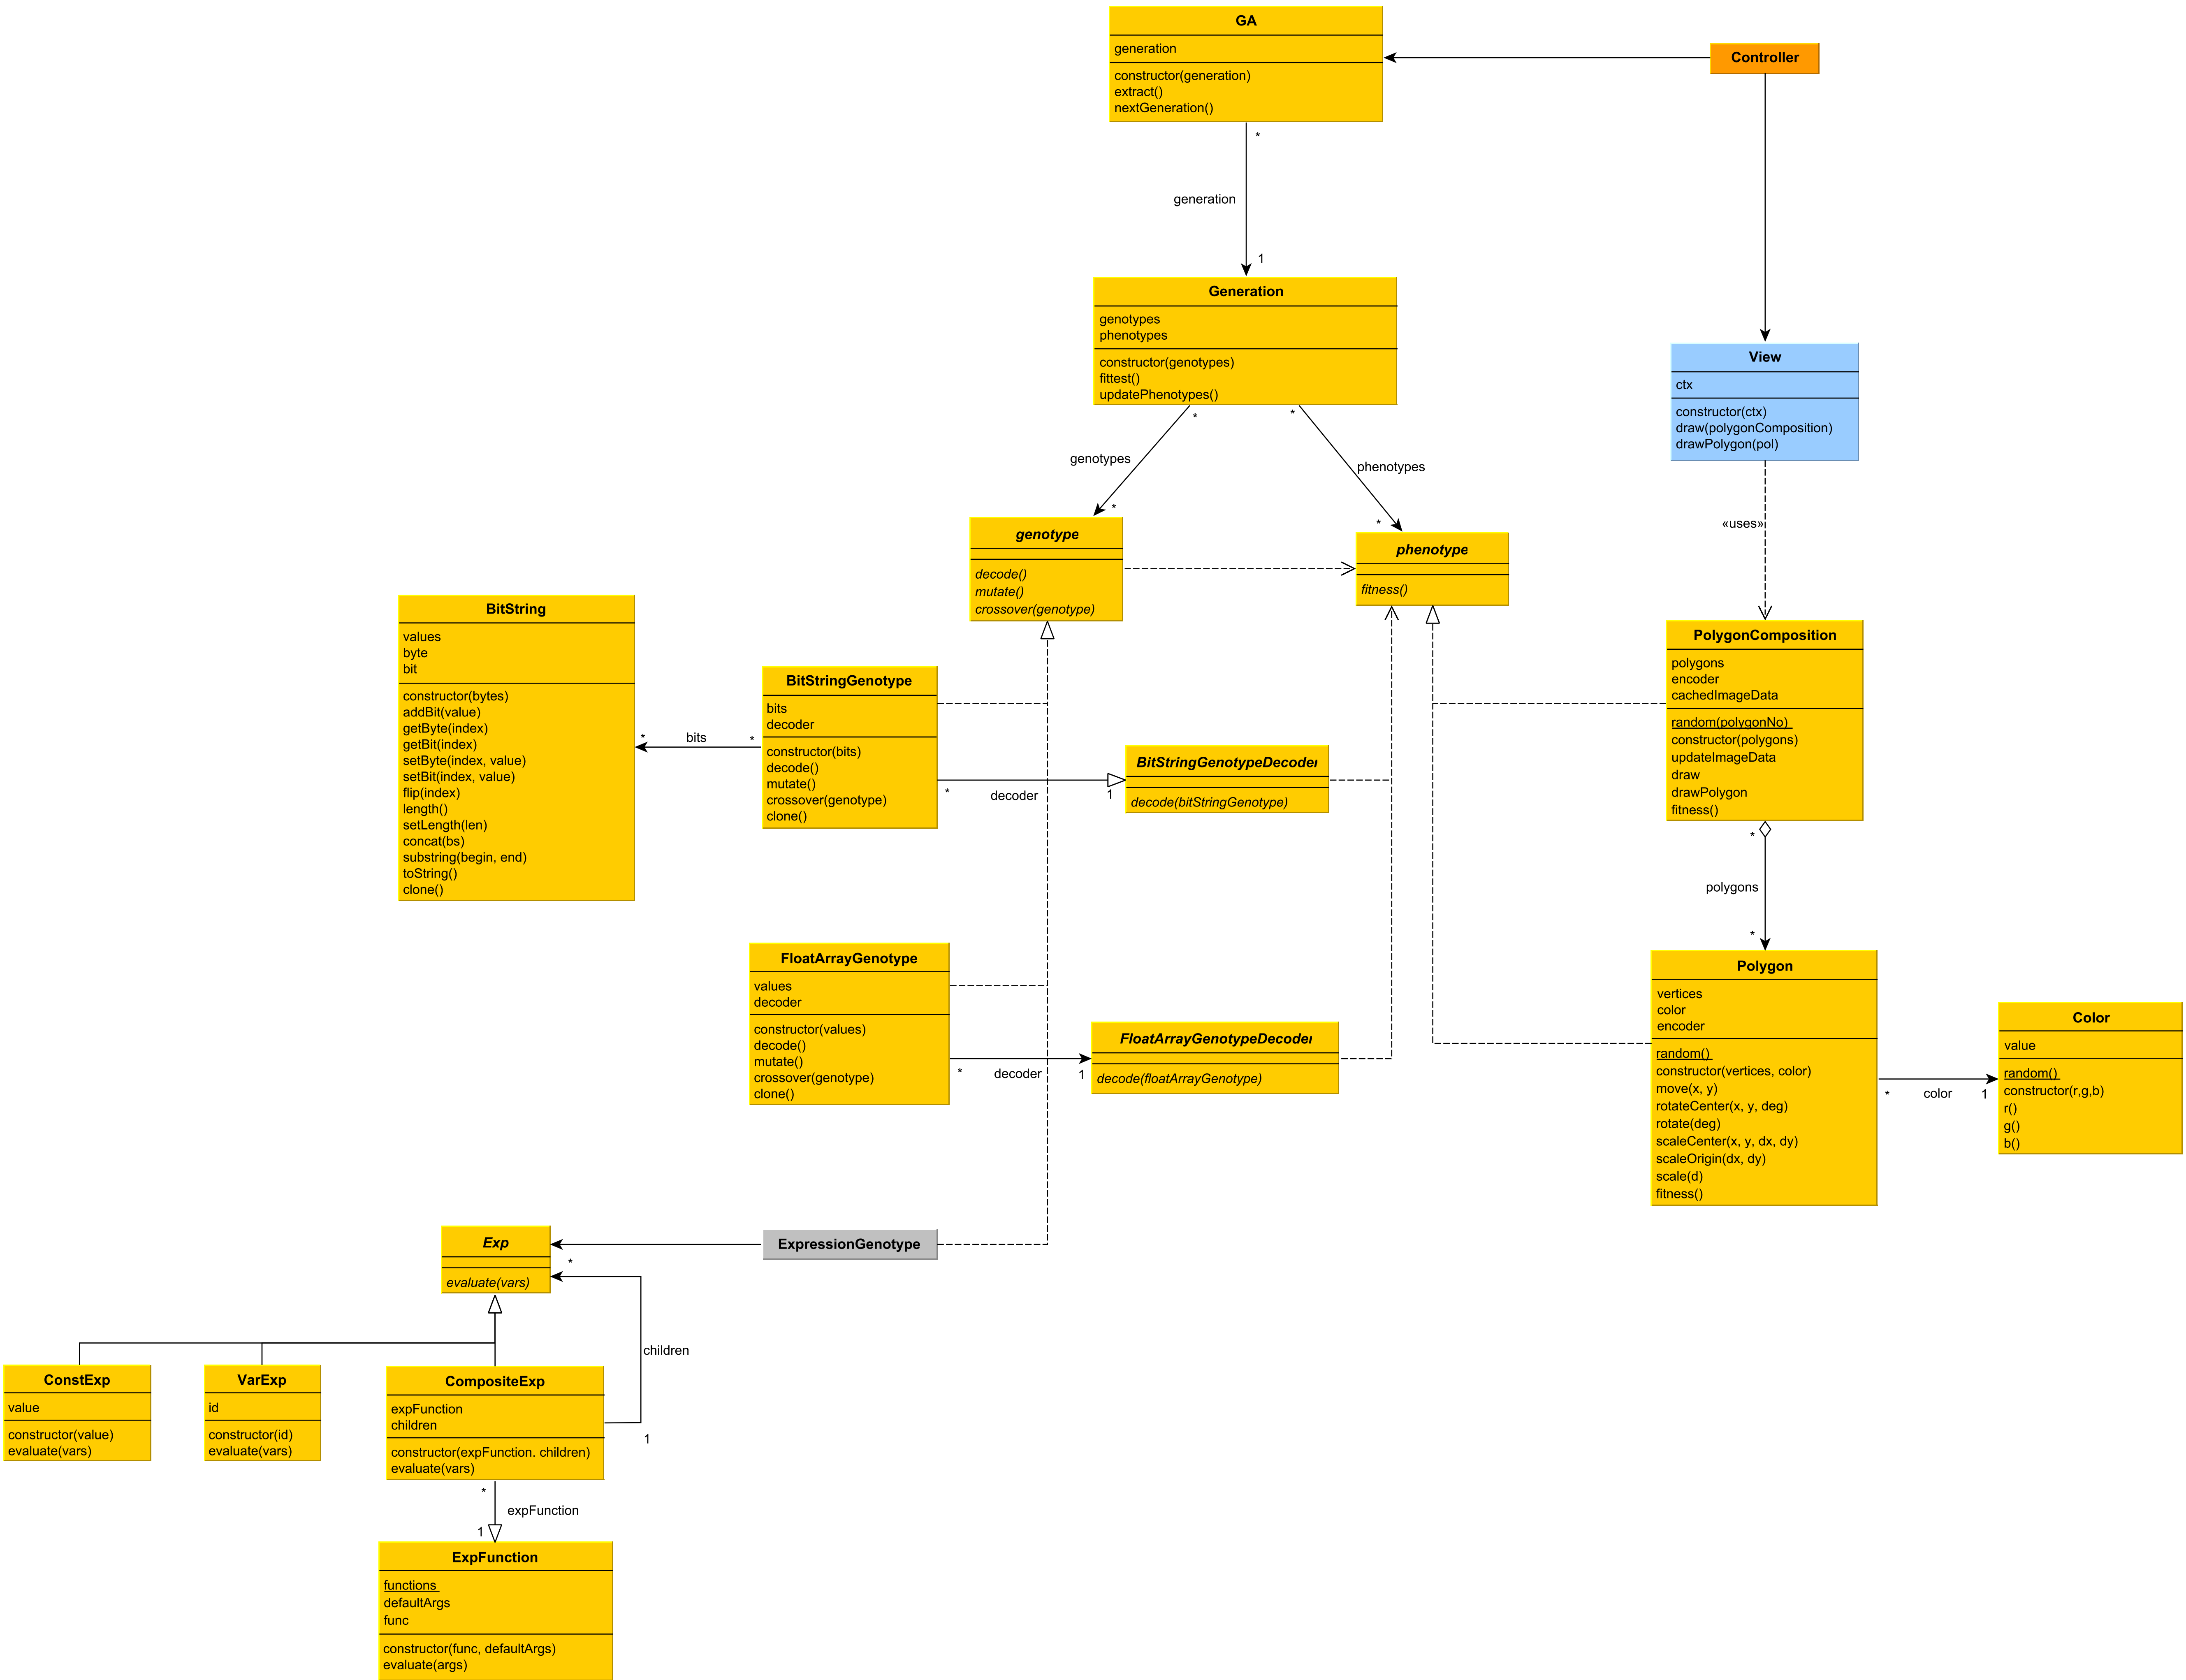 GA
generation
constructor(generation)
extract()
nextGeneration()
Controller
*
generation
1
Generation
genotypes
phenotypes
constructor(genotypes)
fittest()
updatePhenotypes()
View
ctx
constructor(ctx)
draw(polygonComposition)
drawPolygon(pol)
*
*
genotypes
phenotypes
*
*
«uses»
genotype
decode()
mutate()
crossover(genotype)
phenotype
fitness()
BitString
values
byte
bit
constructor(bytes)
addBit(value)
getByte(index)
getBit(index)
setByte(index, value)
setBit(index, value)
flip(index)
length()
setLength(len)
concat(bs)
substring(begin, end)
toString()
clone()
*
bits
*
BitStringGenotype
bits
decoder
constructor(bits)
decode()
mutate()
crossover(genotype)
clone()
*
decoder
1
BitStringGenotypeDecoder
decode(bitStringGenotype)
PolygonComposition
polygons
encoder
cachedImageData
random(polygonNo)
constructor(polygons)
updateImageData
draw
drawPolygon
fitness()
*
polygons
*
FloatArrayGenotype
values
decoder
constructor(values)
decode()
mutate()
crossover(genotype)
clone()
*
decoder
1
FloatArrayGenotypeDecoder
decode(floatArrayGenotype)
Polygon
vertices
color
encoder
random()
constructor(vertices, color)
move(x, y)
rotateCenter(x, y, deg)
rotate(deg)
scaleCenter(x, y, dx, dy)
scaleOrigin(dx, dy)
scale(d)
fitness()
*
color
1
Color
value
random()
constructor(r,g,b)
r()
g()
b()
Exp
evaluate(vars)
*
ExpressionGenotype
children
1
ConstExp
value
constructor(value)
evaluate(vars)
VarExp
id
constructor(id)
evaluate(vars)
CompositeExp
expFunction
children
constructor(expFunction. children)
evaluate(vars)
*
expFunction
1
ExpFunction
functions
defaultArgs
func
constructor(func, defaultArgs)
evaluate(args)